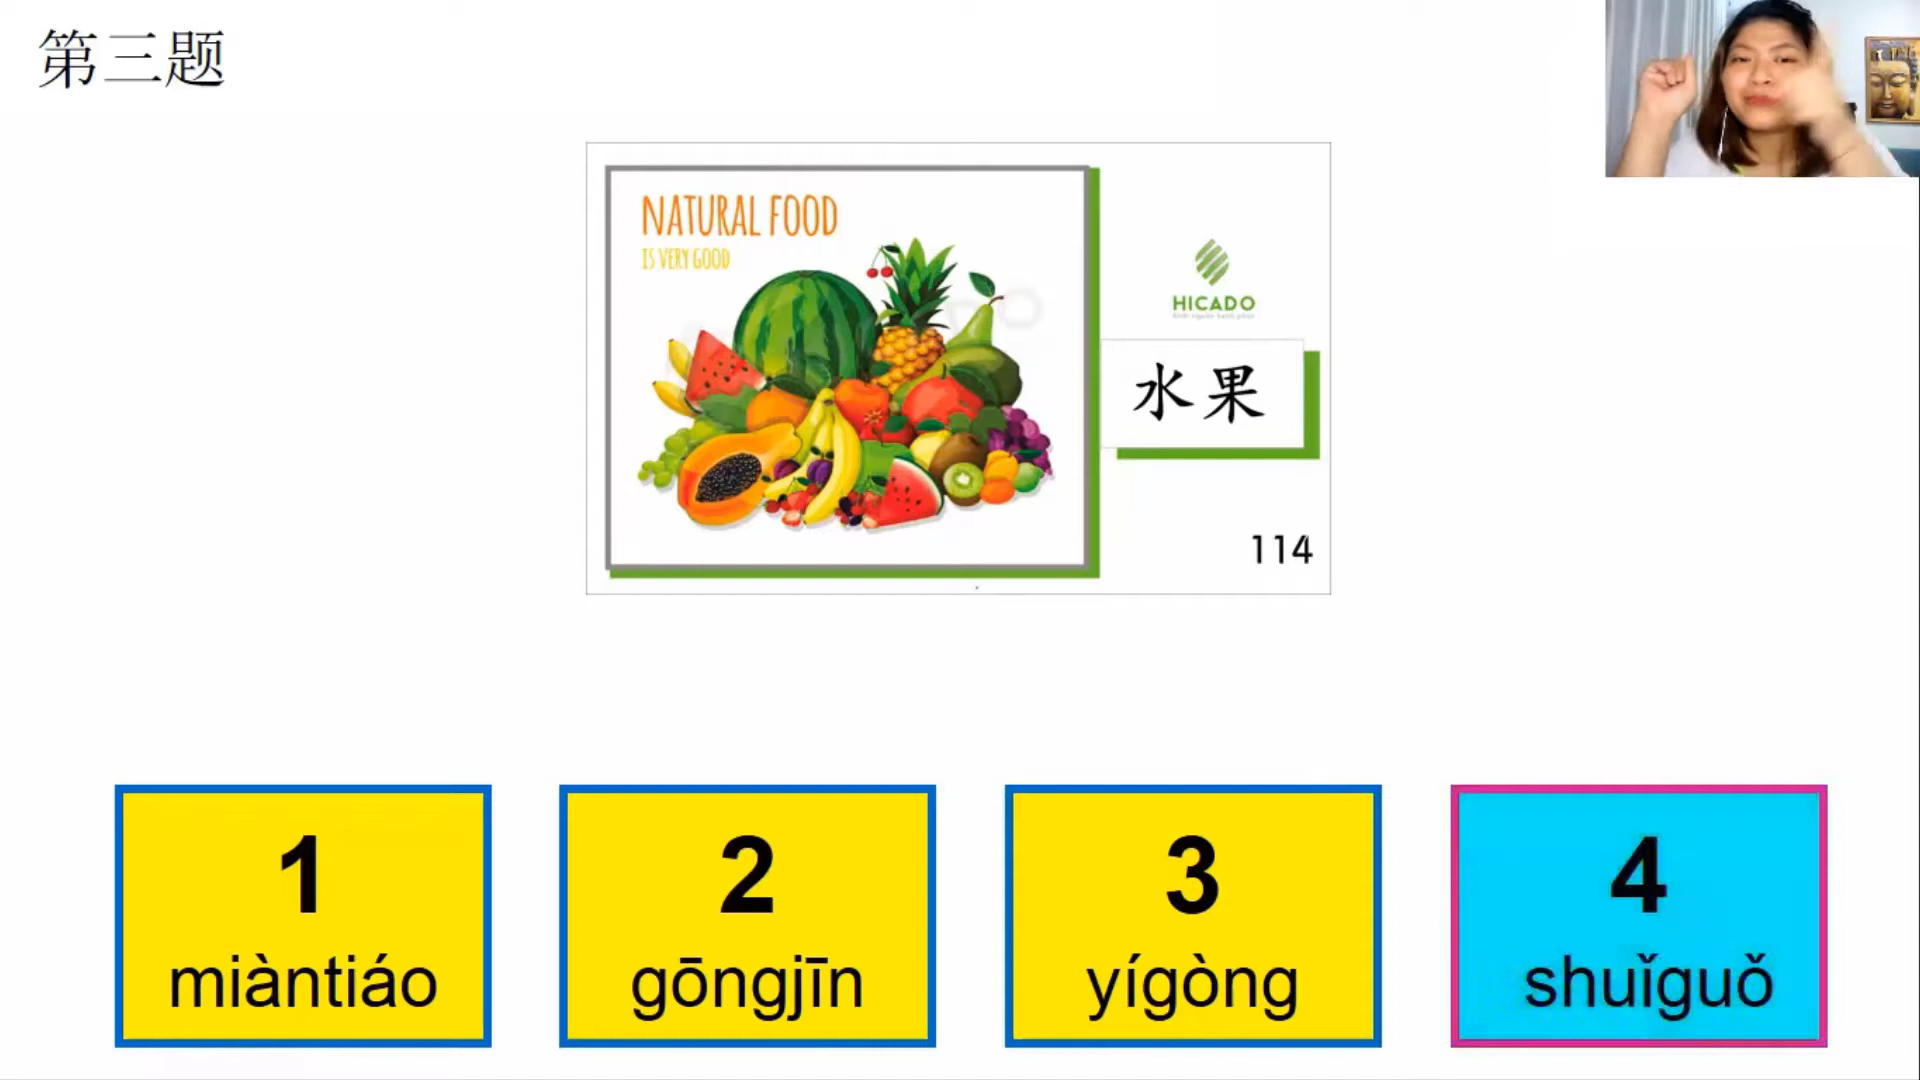 第三题
NATURAL FOOD
IS VERY GOOD
HICADO
水果
114
1
miàntiáo
2
gōngjīn
3
yígòng
4
shuǐguǒ